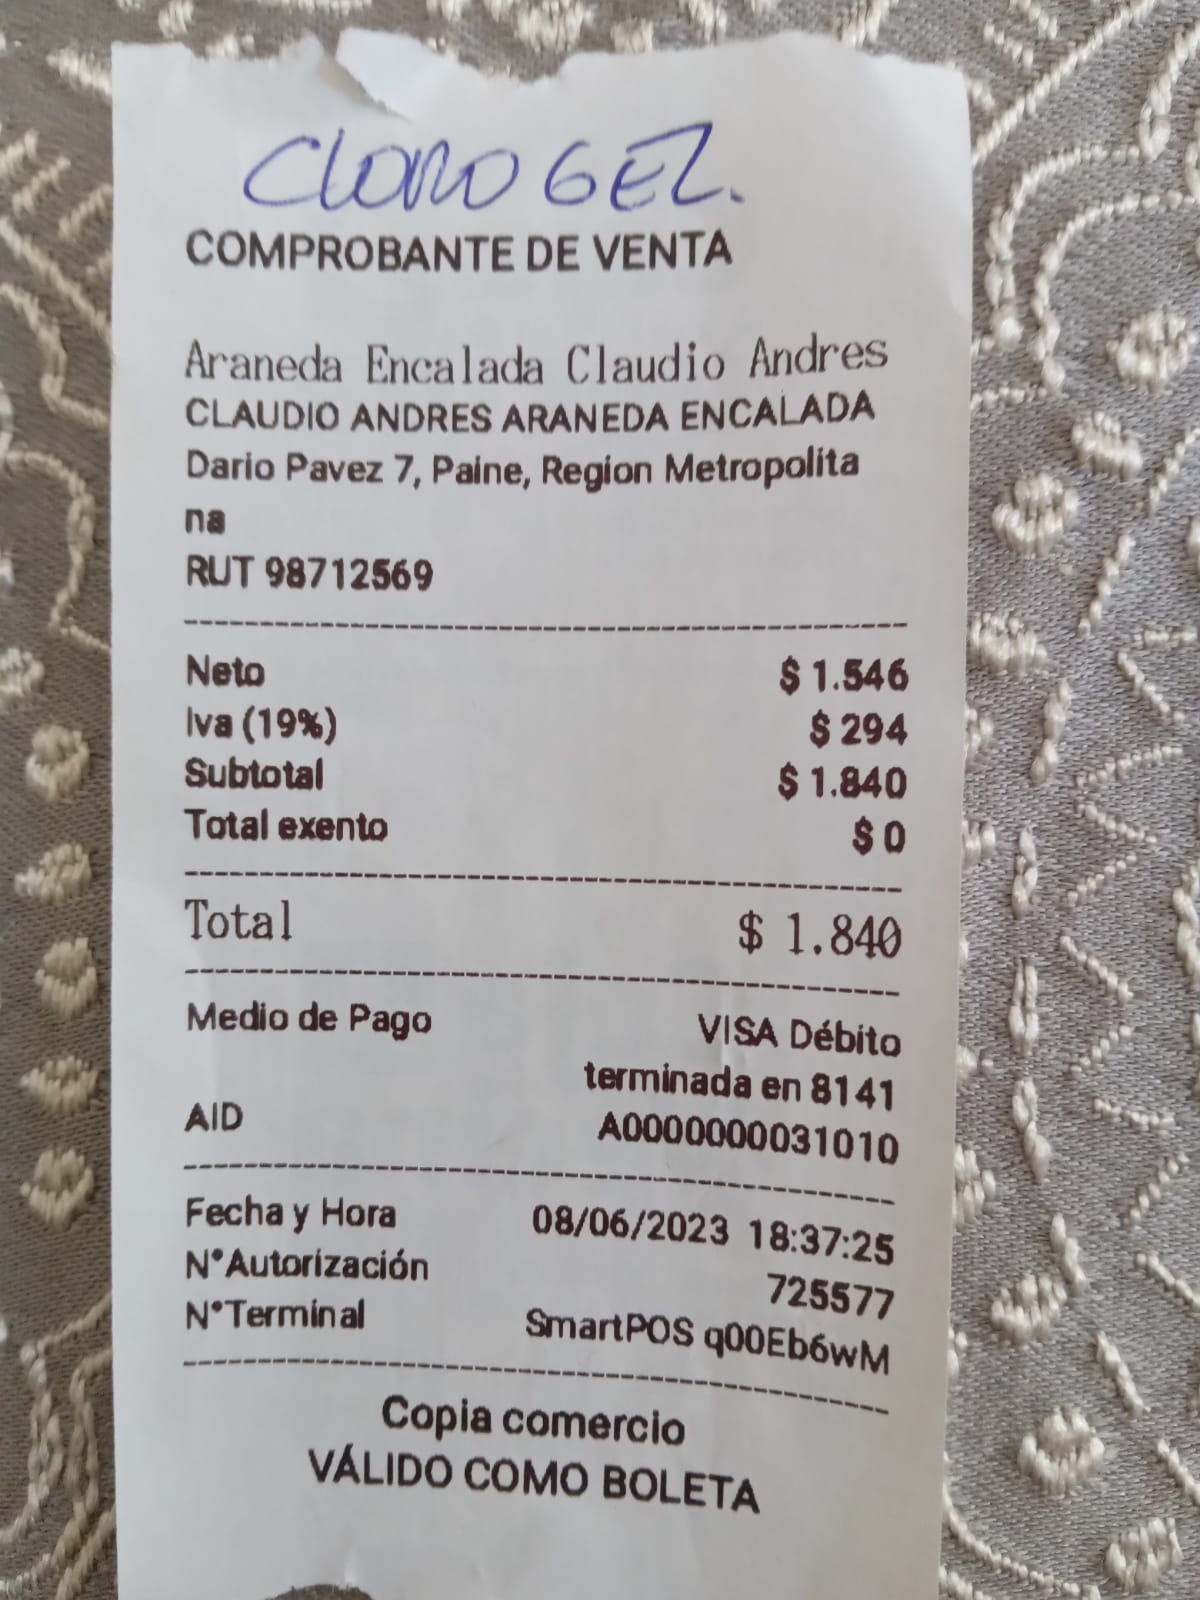 CLORO GEL.
COMPROBANTE DE VENTA
Araneda Encalada Claudio Andres
CLAUDIO ANDRES ARANEDA ENCALADA
Dario Pavez 7, Paine, Region Metropolita
na
RUT 98712569
Neto $ 1.546
Iva (19%) $ 294
Subtotal $ 1.840
Total exento $ 0
Total $ 1.840
Medio de Pago VISA Débito
terminada en 8141
AID A0000000031010
Fecha y Hora 08/06/2023 18:37:25
N°Autorización 725577
N°Terminal SmartPOS q00Eb6wM
Copia comercio
VÁLIDO COMO BOLETA